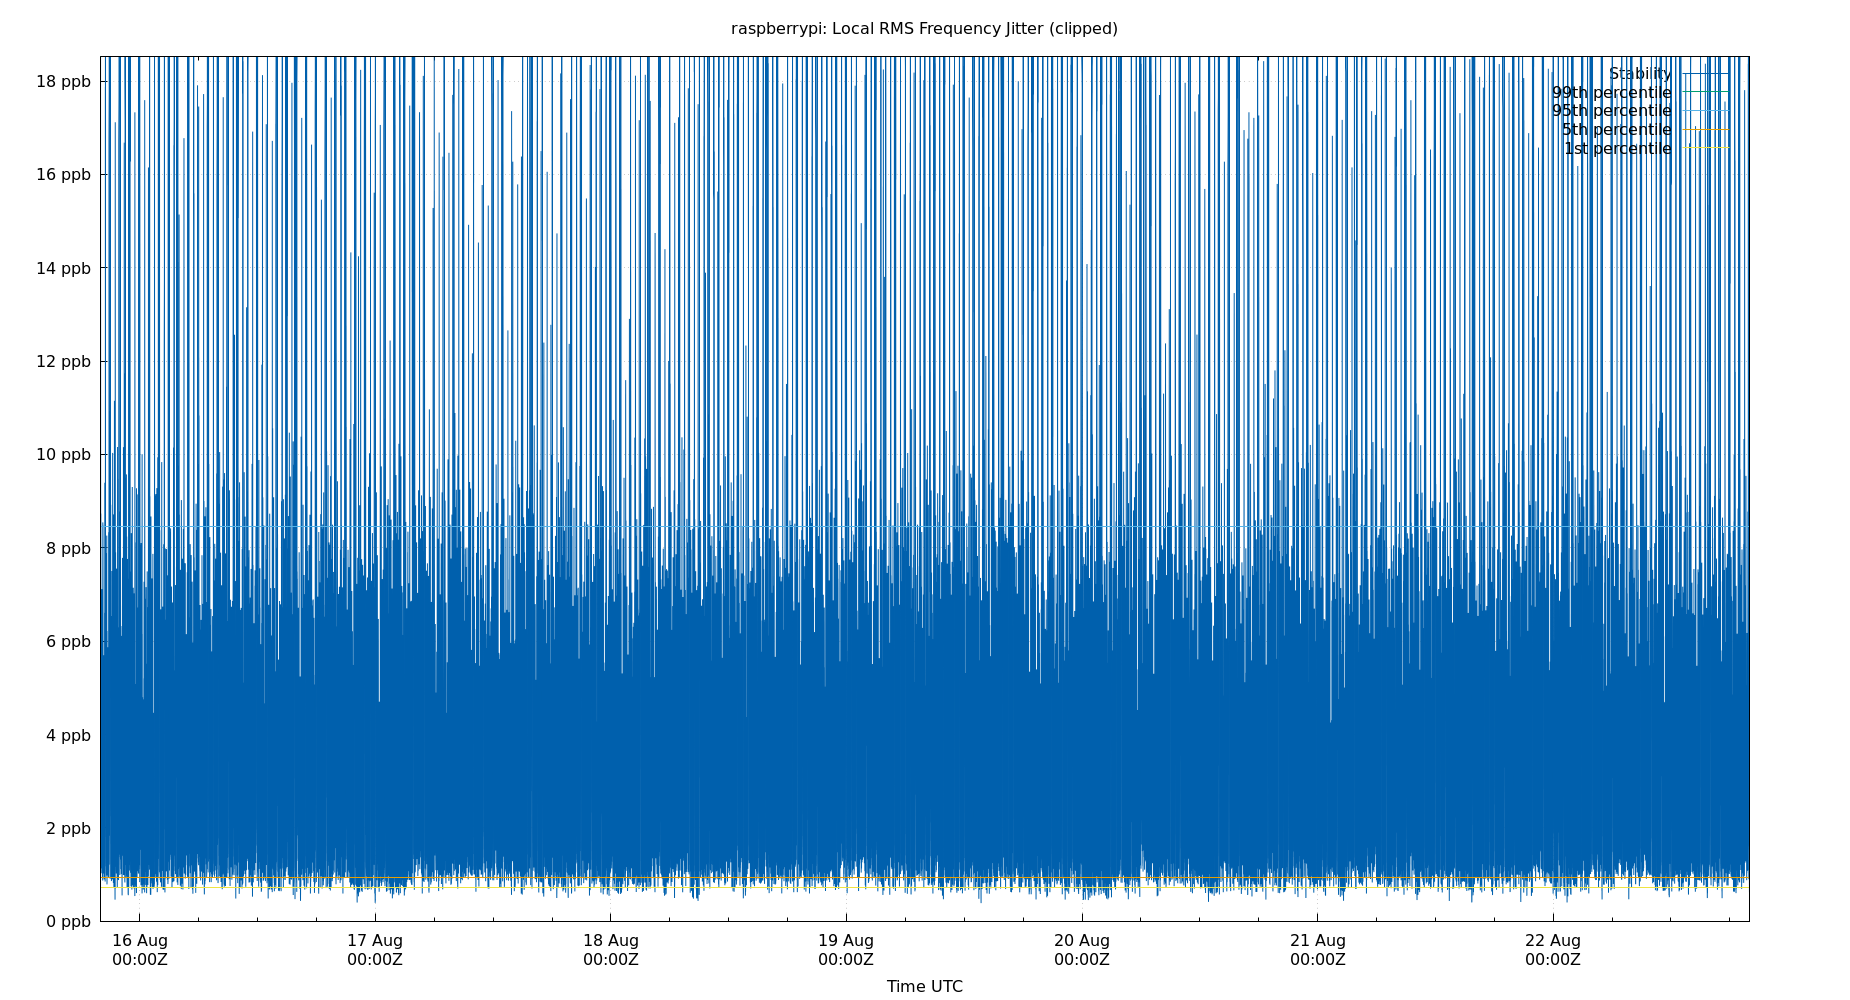 raspberrypi: Local RMS Frequency Jitter (clipped)
18 ppb
16 ppb
14 ppb
12 ppb
10 ppb
8 ppb
6 ppb
4 ppb
2 ppb
0 ppb
Stability
99th percentile
95th percentile
5th percentile
1st percentile
16 Aug
00:00Z
17 Aug
00:00Z
18 Aug
00:00Z
19 Aug
00:00Z
20 Aug
00:00Z
21 Aug
00:00Z
22 Aug
00:00Z
Time UTC